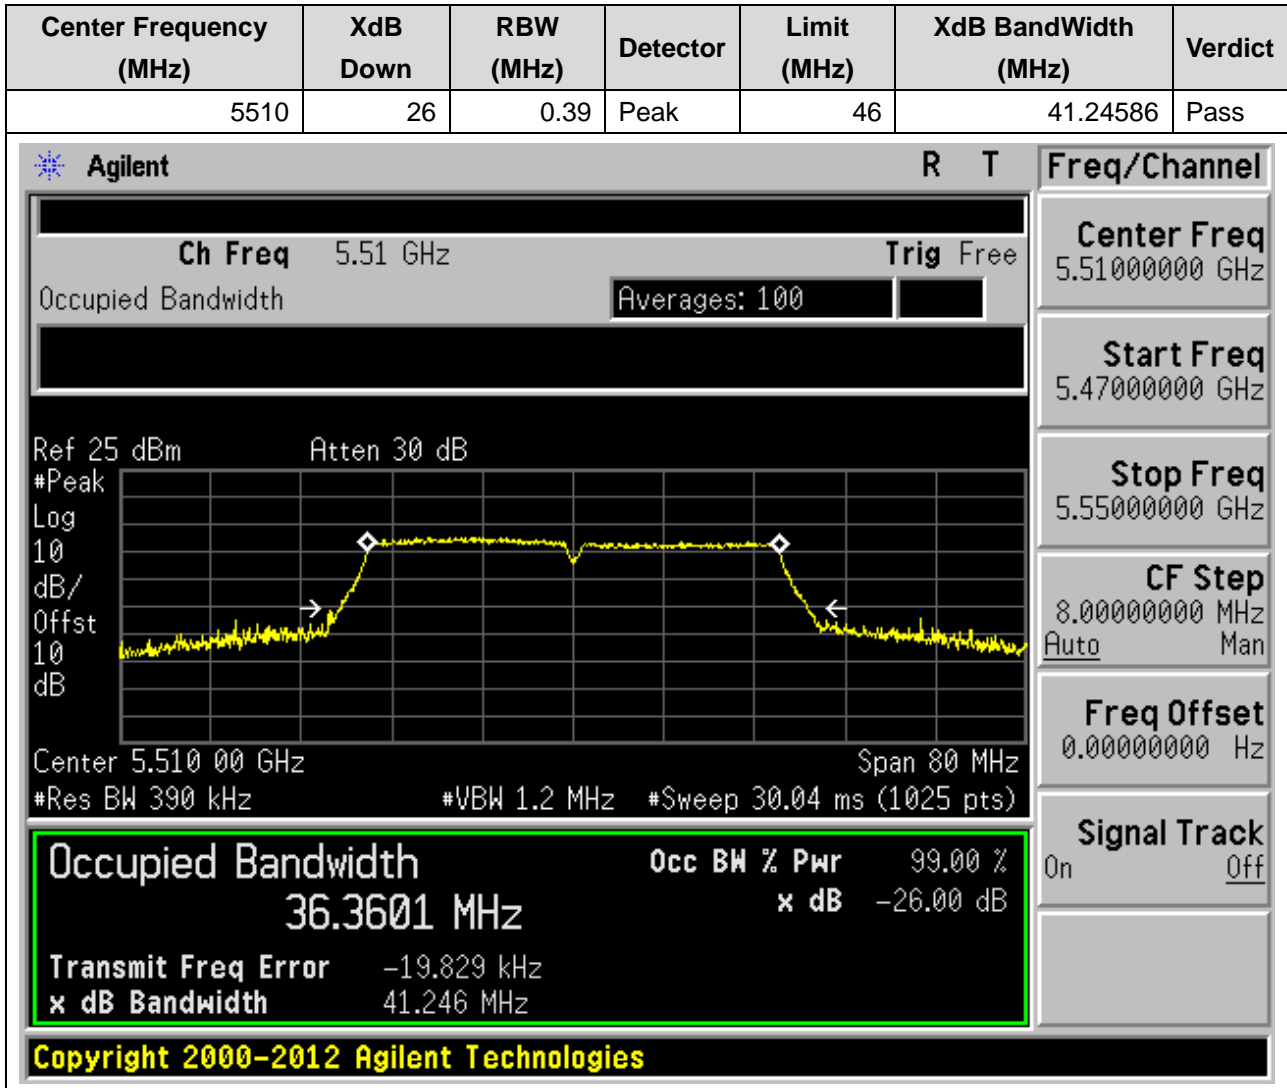 Center Frequency (MHz) XdB Down RBW (MHz) Detector Limit (MHz) XdB BandWidth (MHz) Verdict
5510 26 0.39 Peak 46 41.24586 Pass
Agilent R T Freq/Channel
Ch Freq 5.51 GHz Trig Free
Occupied Bandwidth Averages: 100
Center Freq
5.51000000 GHz
Start Freq
5.47000000 GHz
Stop Freq
5.55000000 GHz
CF Step
8.00000000 MHz
Auto Man
Freq Offset
0.00000000 Hz
Signal Track
On Off
Ref 25 dBm Atten 30 dB
#Peak
Log
10
dB/
Offst
10
dB
Center 5.510 00 GHz Span 80 MHz
#Res BW 390 kHz #VBW 1.2 MHz #Sweep 30.04 ms (1025 pts)
Occupied Bandwidth Occ BW % Pwr 99.00 %
36.3601 MHz x dB -26.00 dB
Transmit Freq Error -19.829 kHz
x dB Bandwidth 41.246 MHz
Copyright 2000-2012 Agilent Technologies